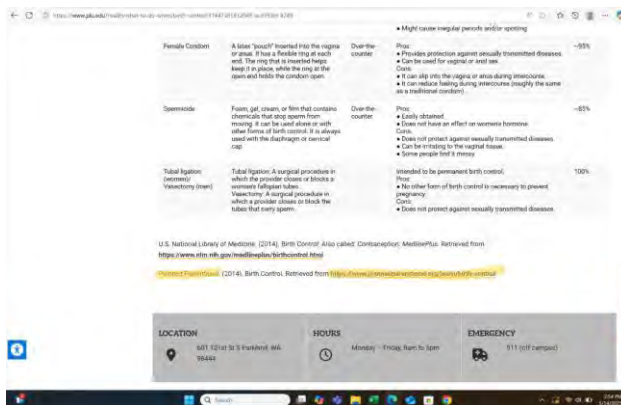 • Might cause irregular periods and/or spotting
Female Condom
A latex "pouch" inserted into the vagina
or anus. It has a flexible ring at each
end. The ring that is inserted helps
keep it in place, while the ring at the
open end holds the condom open.
Over-the-
counter
Pros:
• Provides protection against sexually transmitted diseases.
• Can be used for vaginal or anal sex.
Cons:
• It can slip into the vagina or anus during intercourse.
• It can reduce feeling during intercourse (roughly the same
as a traditional condom).
~95%
Spermicide
Foam, gel, cream, or film that contains
chemicals that stop sperm from
moving. It can be used alone or with
other forms of birth control. It is always
used with the diaphragm or cervical
cap.
Over-the-
counter
Pros:
• Easily obtained.
• Does not have an effect on women's hormone.
Cons:
• Does not protect against sexually transmitted diseases.
• Can be irritating to the vaginal tissue.
• Some people find it messy.
~85%
Tubal ligation
(women)/
Vasectomy (men)
Tubal ligation: A surgical procedure in
which the provider closes or blocks a
woman's fallopian tubes.
Vasectomy: A surgical procedure in
which a provider closes or block the
tubes that carry sperm.
Intended to be permanent birth control.
Pros:
• No other form of birth control is necessary to prevent
pregnancy.
Cons:
• Does not protect against sexually transmitted diseases.
100%
U.S. National Library of Medicine. (2014). Birth Control: Also called: Contraception. MedlinePlus. Retrieved from
https://www.nlm.nih.gov/medlineplus/birthcontrol.html
Planned Parenthood. (2014). Birth Control. Retrieved from https://www.plannedparenthood.org/learn/birth-control
LOCATION
121st St S Parkland, WA
98444
HOURS
Monday - Friday, 8am to 5pm
EMERGENCY
911 (off campus)
Search